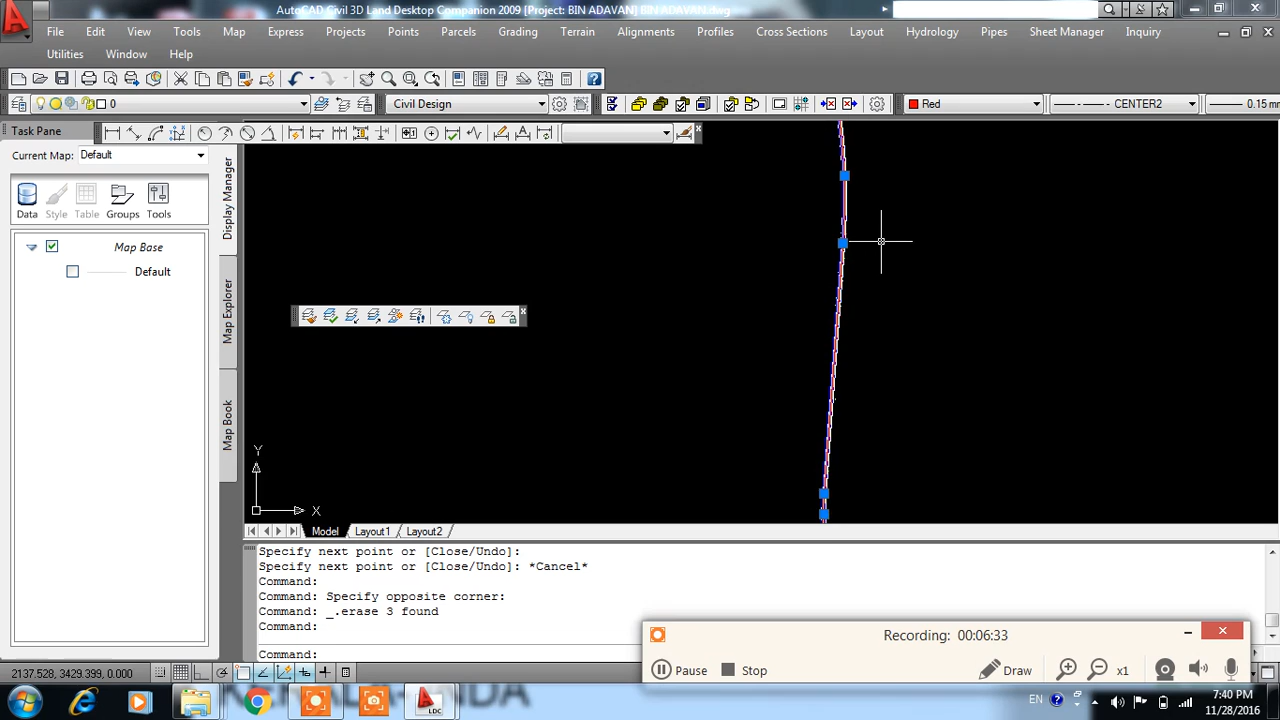 AutoCAD Civil 3D Land Desktop Companion 2009 [Project: BIN ADAVAN] BIN ADAVAN.dwg
File Edit View Insert Tools Map Express Projects Points Parcels Grading Terrain Alignments Profiles Cross Sections Layout Hydrology Pipes Sheet Manager Inquiry
Utilities Window Help
0 Civil Design Red CENTER2 0.15 m
Task Pane
Current Map: Default
Data Style Table Groups Tools
Display Manager
Map Explorer
Map Book
Map Base
Default
Y
X
Model Layout1 Layout2
Specify next point or [Close/Undo]:
Specify next point or [Close/Undo]: *Cancel*
Command:
Command: Specify opposite corner:
Command: _.erase 3 found
Command:
Command:
Recording: 00:06:33
Pause Stop Draw x1
2137.528, 3429.399, 0.000
LDC
EN
7:40 PM
11/28/2016